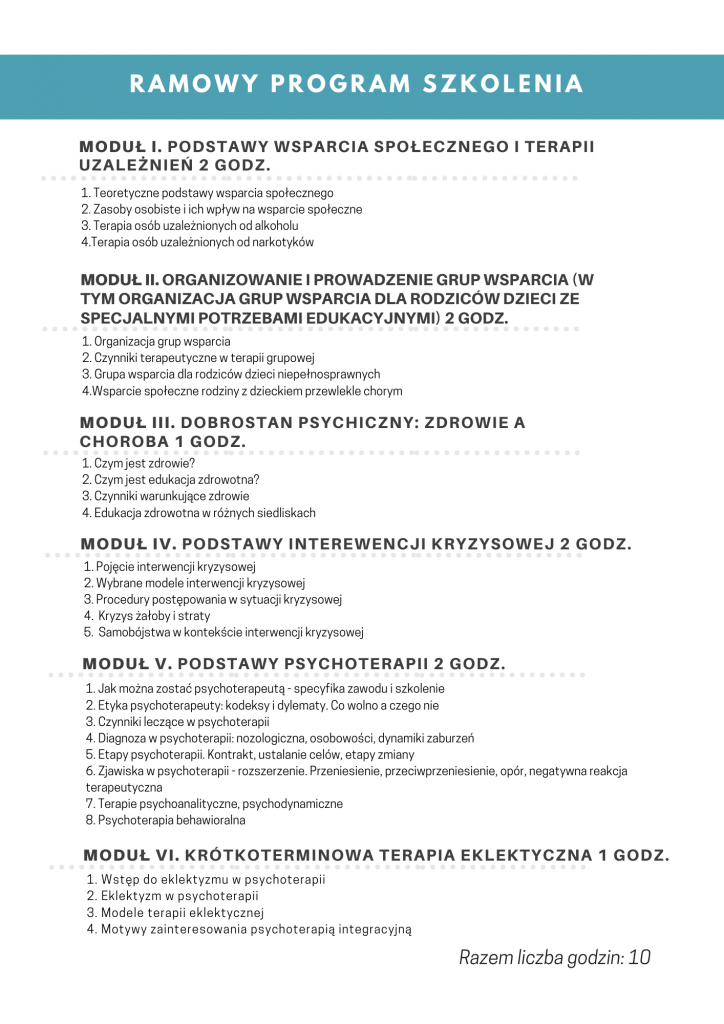 RAMOWY PROGRAM SZKOLENIA
MODUŁ I. PODSTAWY WSPARCIA SPOŁECZNEGO I TERAPII
UZALEŻNIEŃ 2 GODZ.
1. Teoretyczne podstawy wsparcia społecznego
2. Zasoby osobiste i ich wpływ na wsparcie społeczne
3. Terapia osób uzależnionych od alkoholu
4.Terapia osób uzależnionych od narkotyków
MODUŁ II. ORGANIZOWANIE I PROWADZENIE GRUP WSPARCIA (W
TYM ORGANIZACJA GRUP WSPARCIA DLA RODZICÓW DZIECI ZE
SPECJALNYMI POTRZEBAMI EDUKACYJNYMI) 2 GODZ.
1. Organizacja grup wsparcia
2. Czynniki terapeutyczne w terapii grupowej
3. Grupa wsparcia dla rodziców dzieci niepełnosprawnych
4.Wsparcie społeczne rodziny z dzieckiem przewlekle chorym
MODUŁ III. DOBROSTAN PSYCHICZNY: ZDROWIE A
CHOROBA 1 GODZ.
1. Czym jest zdrowie?
2. Czym jest edukacja zdrowotna?
3. Czynniki warunkujące zdrowie
4. Edukacja zdrowotna w różnych siedliskach
MODUŁ IV. PODSTAWY INTEREWENCJI KRYZYSOWEJ 2 GODZ.
1. Pojęcie interwencji kryzysowej
2. Wybrane modele interwencji kryzysowej
3. Procedury postępowania w sytuacji kryzysowej
4. Kryzys żałoby i straty
5. Samobójstwa w kontekście interwencji kryzysowej
MODUŁ V. PODSTAWY PSYCHOTERAPII 2 GODZ.
1. Jak można zostać psychoterapeutą - specyfika zawodu i szkolenie
2. Etyka psychoterapeuty: kodeksy i dylematy. Co wolno a czego nie
3. Czynniki leczące w psychoterapii
4. Diagnoza w psychoterapii: nozologiczna, osobowości, dynamiki zaburzeń
5. Etapy psychoterapii. Kontrakt, ustalanie celów, etapy zmiany
6. Zjawiska w psychoterapii - rozszerzenie. Przeniesienie, przeciwprzeniesienie, opór, negatywna reakcja
terapeutyczna
7. Terapie psychoanalityczne, psychodynamiczne
8. Psychoterapia behawioralna
MODUŁ VI. KRÓTKOTERMINOWA TERAPIA EKLEKTYCZNA 1 GODZ.
1. Wstęp do eklektyzmu w psychoterapii
2. Eklektyzm w psychoterapii
3. Modele terapii eklektycznej
4. Motywy zainteresowania psychoterapią integracyjną
Razem liczba godzin: 10